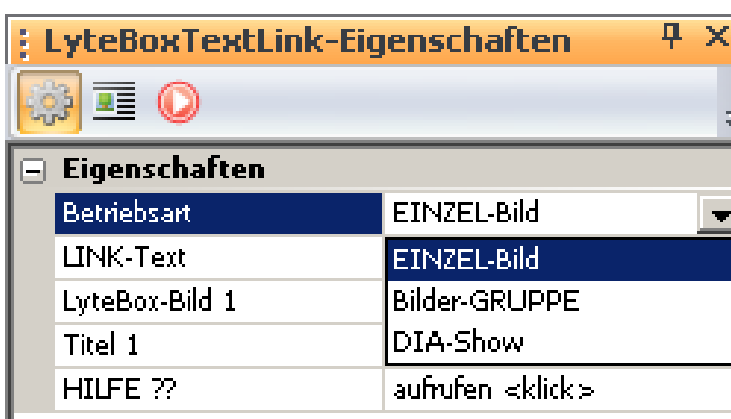 LyteBoxTextLink-Eigenschaften
Eigenschaften
Betriebsart EINZEL-Bild
LINK-Text EINZEL-Bild
LyteBox-Bild 1 Bilder-GRUPPE
Titel 1 DIA-Show
HILFE ?? aufrufen <klick>